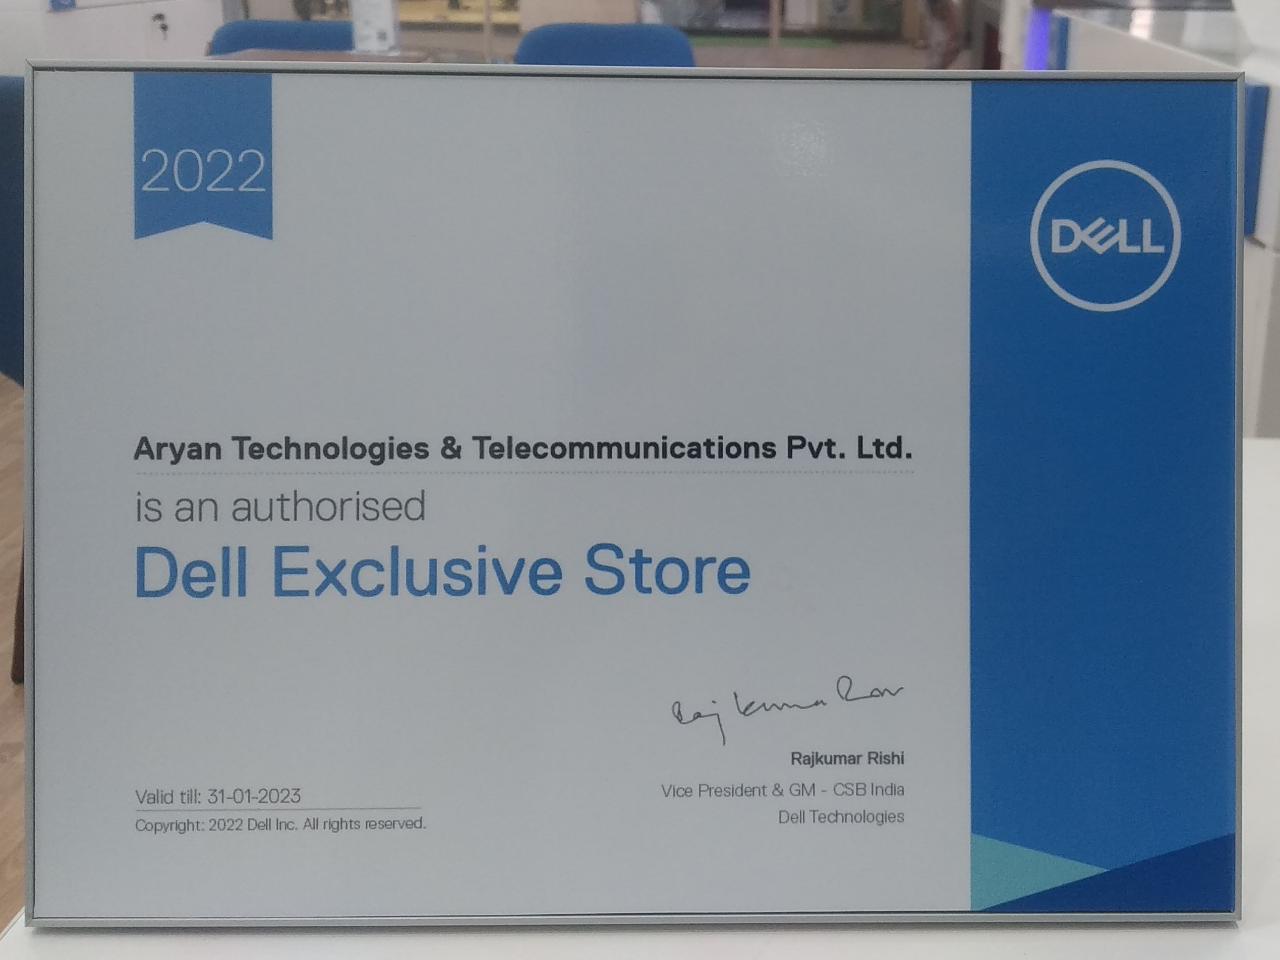 2022
DELL
Aryan Technologies & Telecommunications Pvt. Ltd.
is an authorised
Dell Exclusive Store
Rajkumar Rishi
Vice President & GM - CSB India
Dell Technologies
Valid till: 31-01-2023
Copyright: 2022 Dell Inc. All rights reserved.